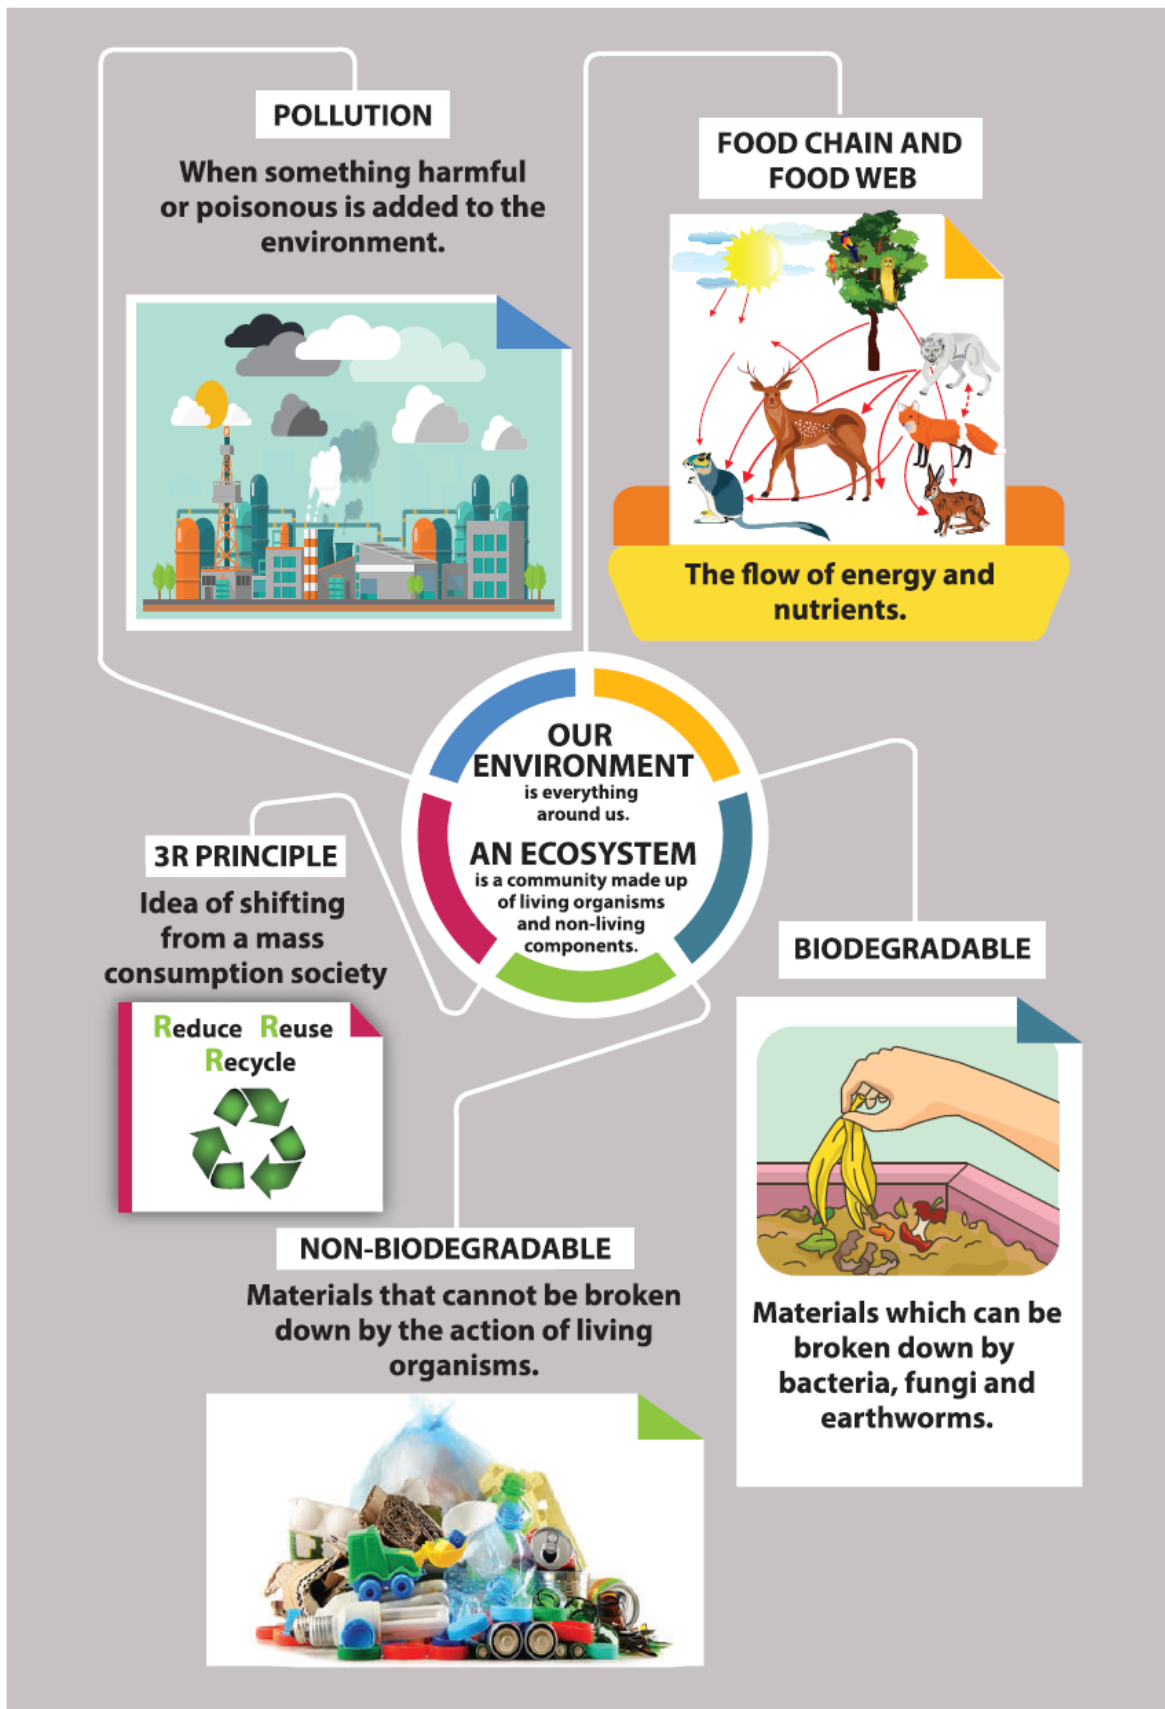 POLLUTION
When something harmful
or poisonous is added to the
environment.
FOOD CHAIN AND
FOOD WEB
The flow of energy and
nutrients.
OUR
ENVIRONMENT
is everything
around us.
AN ECOSYSTEM
is a community made up
of living organisms
and non-living
components.
3R PRINCIPLE
Idea of shifting
from a mass
consumption society
Reduce Reuse
Recycle
BIODEGRADABLE
Materials which can be
broken down by
bacteria, fungi and
earthworms.
NON-BIODEGRADABLE
Materials that cannot be broken
down by the action of living
organisms.